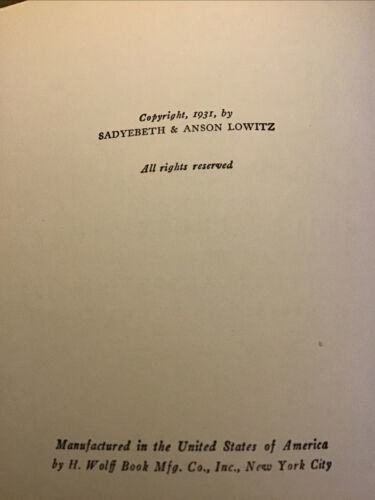 Copyright, 1931, by
SADYEBETH & ANSON LOWITZ
All rights reserved
Manufactured in the United States of America
by H. Wolff Book Mfg. Co., Inc., New York City